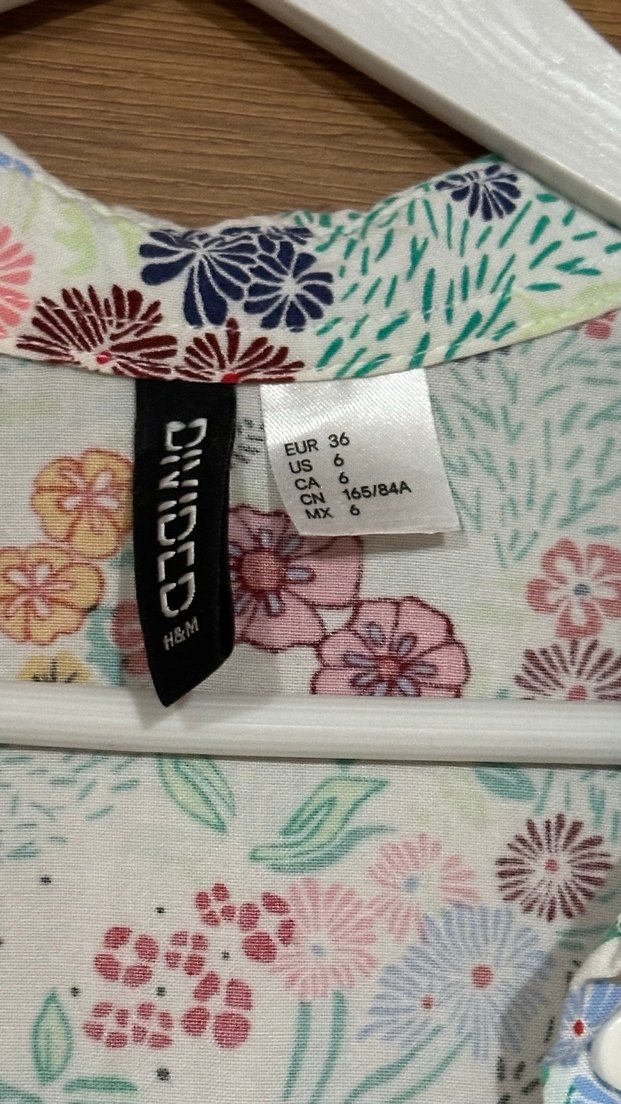 DIVIDED
H&M
EUR 36
US 6
CA 6
CN 165/84A
MX 6